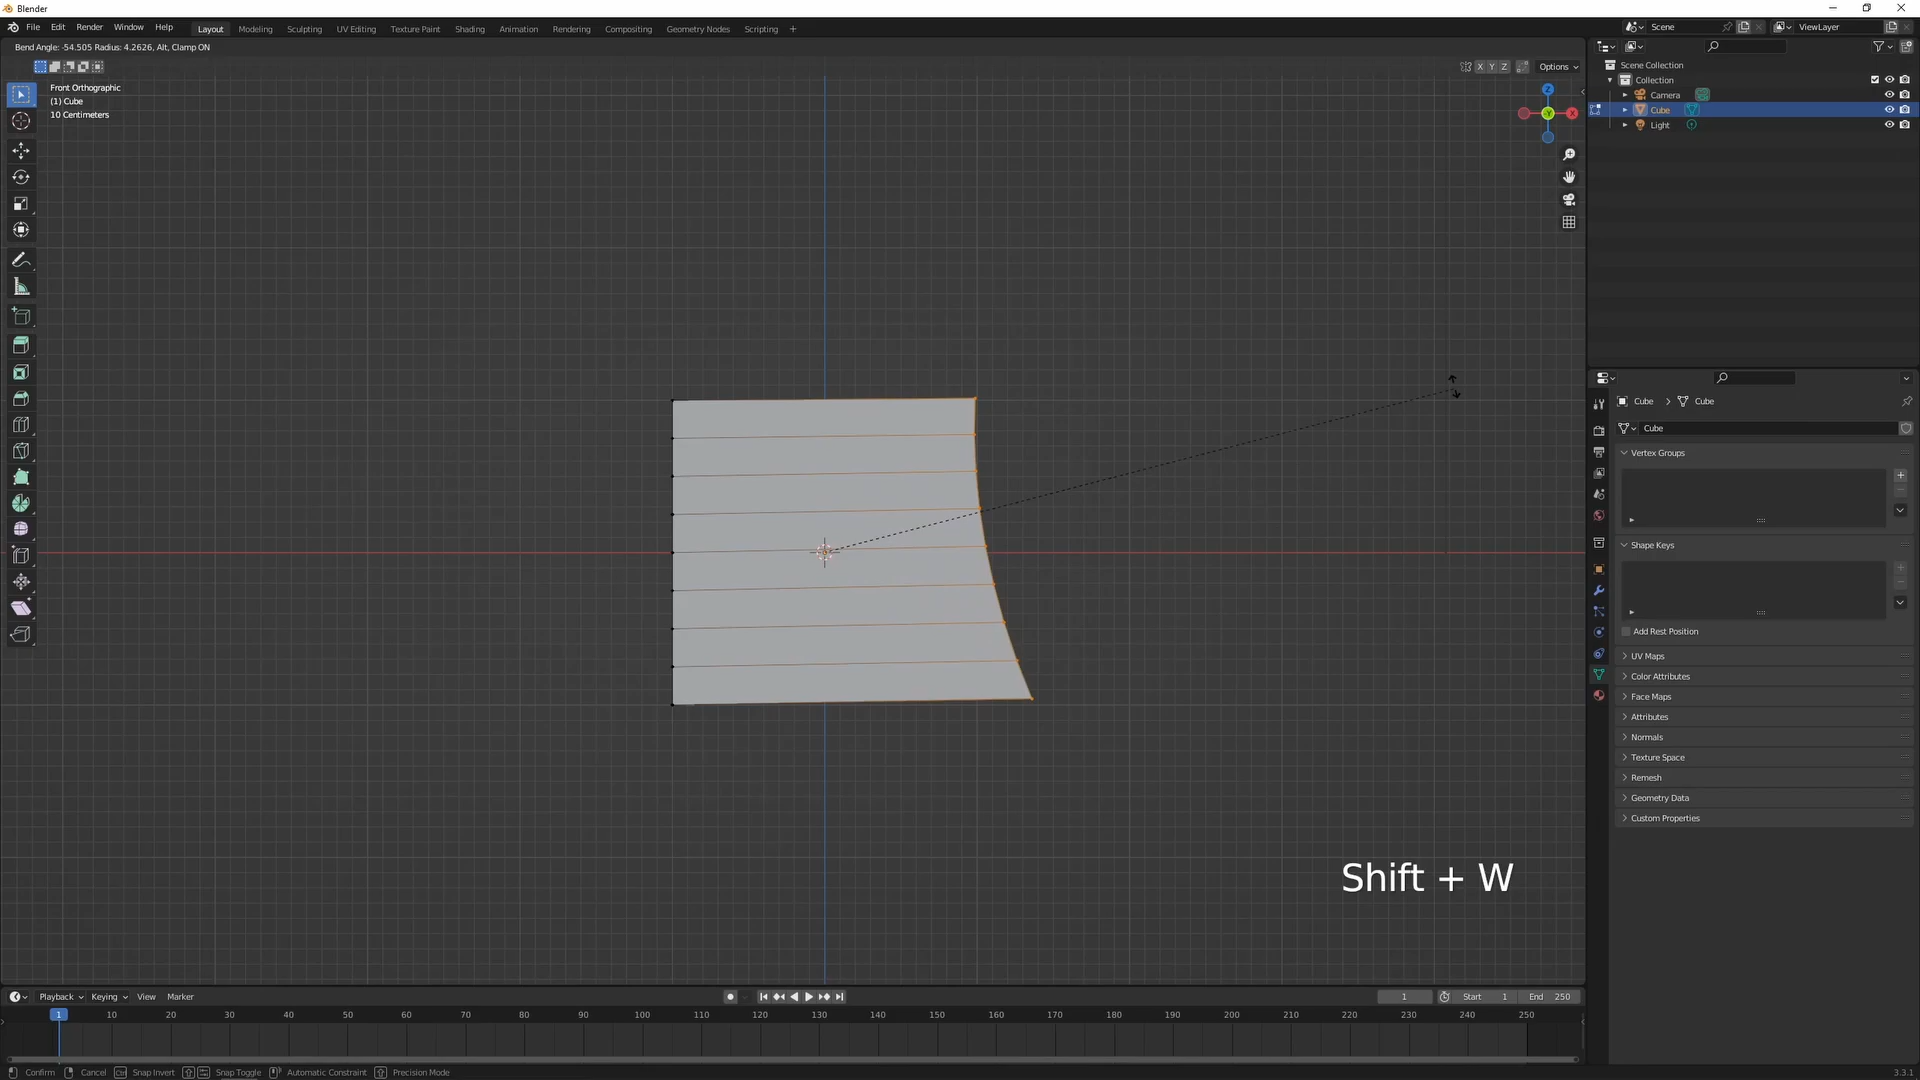 Blender
File Edit Render Window Help Layout Modeling Sculpting UV Editing Texture Paint Shading Animation Rendering Compositing Geometry Nodes Scripting + Scene ViewLayer
Bend Angle: -54.505 Radius: 4.2626, Alt, Clamp ON
X Y Z Options
Front Orthographic
(1) Cube
10 Centimeters
Z
X
-Y
Scene Collection
Collection
Camera
Cube
Light
Cube > Cube
Cube
Vertex Groups
Shape Keys
Add Rest Position
UV Maps
Color Attributes
Face Maps
Attributes
Normals
Texture Space
Remesh
Geometry Data
Custom Properties
Shift + W
Playback Keying View Marker 1 Start 1 End 250
1 10 20 30 40 50 60 70 80 90 100 110 120 130 140 150 160 170 180 190 200 210 220 230 240 250
Confirm Cancel Ctrl Snap Invert Snap Toggle Automatic Constraint Precision Mode 3.3.1